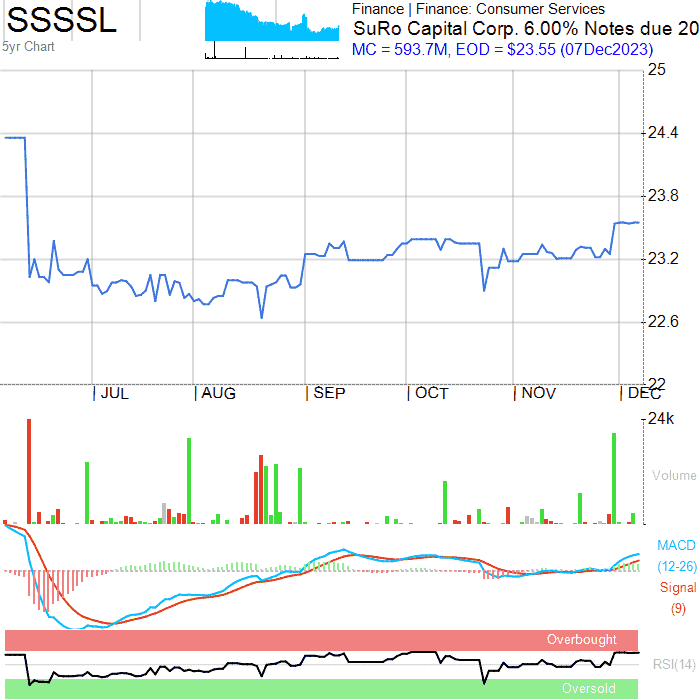 SSSSL
5yr Chart
Finance | Finance: Consumer Services
SuRo Capital Corp. 6.00% Notes due 20
MC = 593.7M, EOD = $23.55 (07Dec2023)
25
24.4
23.8
23.2
22.6
22
JUL AUG SEP OCT NOV DEC
24k
Volume
MACD
(12-26)
Signal
(9)
Overbought
RSI(14)
Oversold